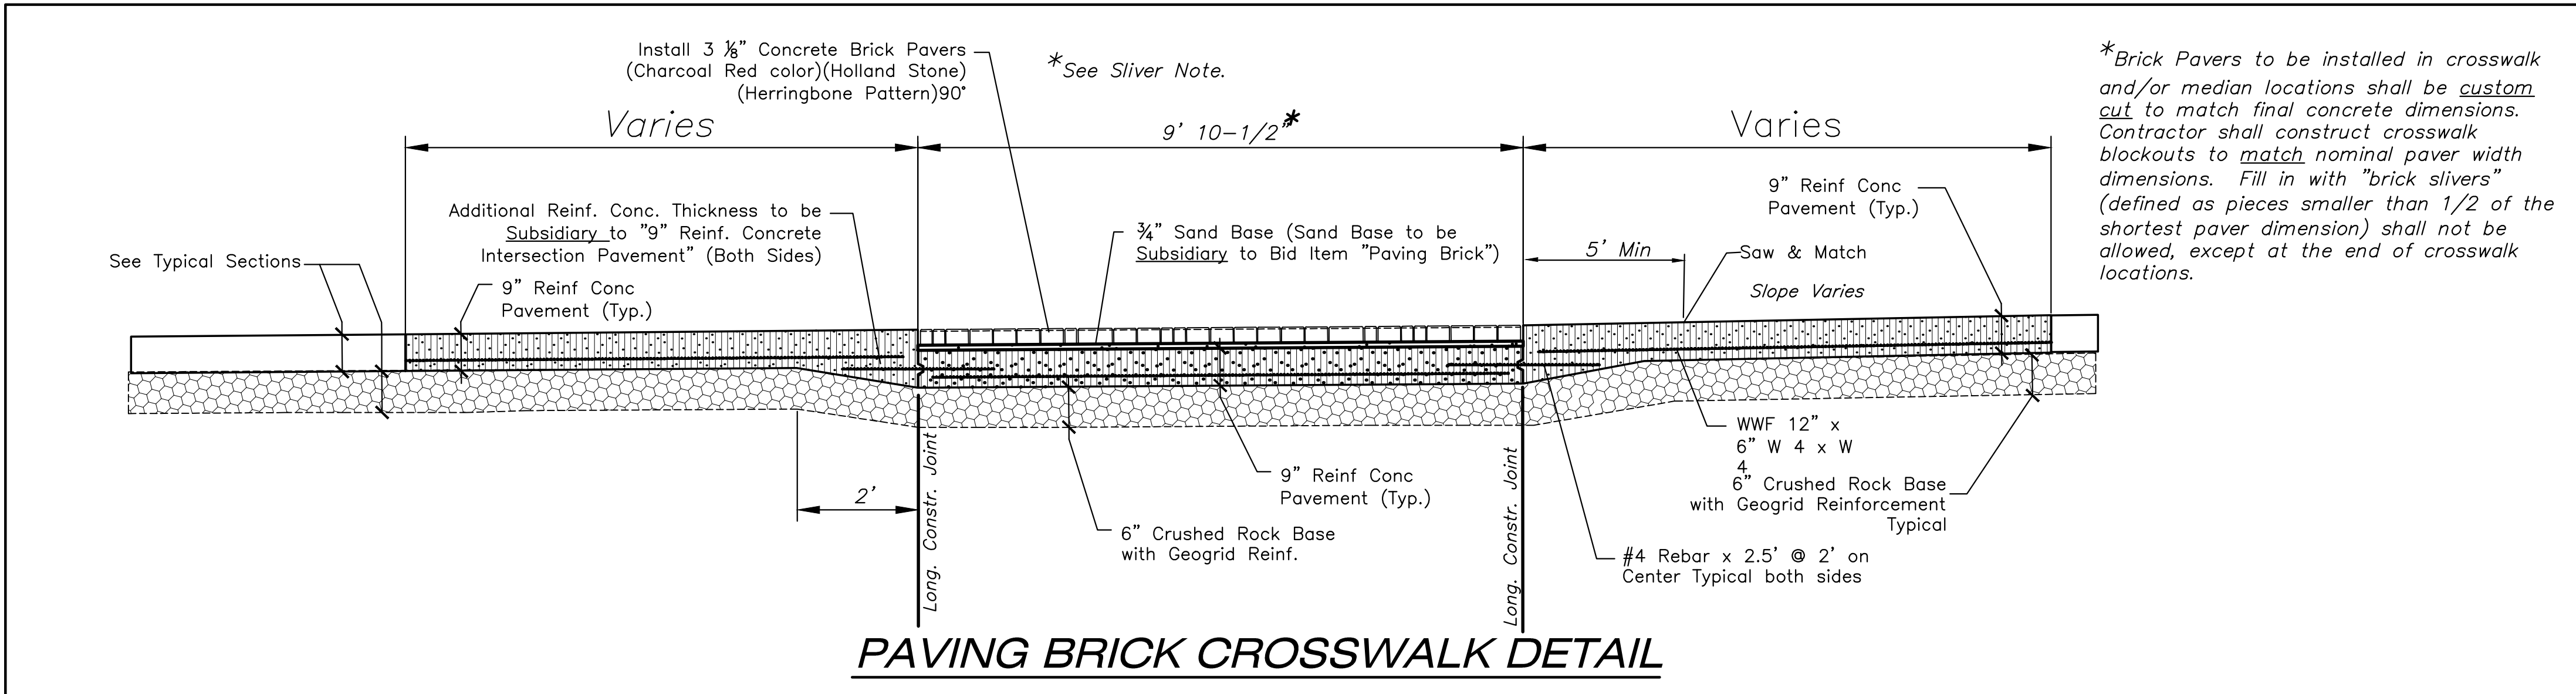 Install 3 ⅛" Concrete Brick Pavers
(Charcoal Red color)(Holland Stone)
(Herringbone Pattern)90°
*See Sliver Note.
*Brick Pavers to be installed in crosswalk
and/or median locations shall be custom
cut to match final concrete dimensions.
Contractor shall construct crosswalk
blockouts to match nominal paver width
dimensions. Fill in with "brick slivers"
(defined as pieces smaller than 1/2 of the
shortest paver dimension) shall not be
allowed, except at the end of crosswalk
locations.
Varies
9' 10-1/2"*
Varies
9" Reinf Conc
Pavement (Typ.)
Additional Reinf. Conc. Thickness to be
Subsidiary to "9" Reinf. Concrete
Intersection Pavement" (Both Sides)
¾" Sand Base (Sand Base to be
Subsidiary to Bid Item "Paving Brick")
5' Min
Saw & Match
See Typical Sections
Slope Varies
9" Reinf Conc
Pavement (Typ.)
WWF 12" x
6" W 4 x W
4
6" Crushed Rock Base
with Geogrid Reinforcement
Typical
2'
Long. Constr. Joint
9" Reinf Conc
Pavement (Typ.)
Long. Constr. Joint
6" Crushed Rock Base
with Geogrid Reinf.
#4 Rebar x 2.5' @ 2' on
Center Typical both sides
PAVING BRICK CROSSWALK DETAIL